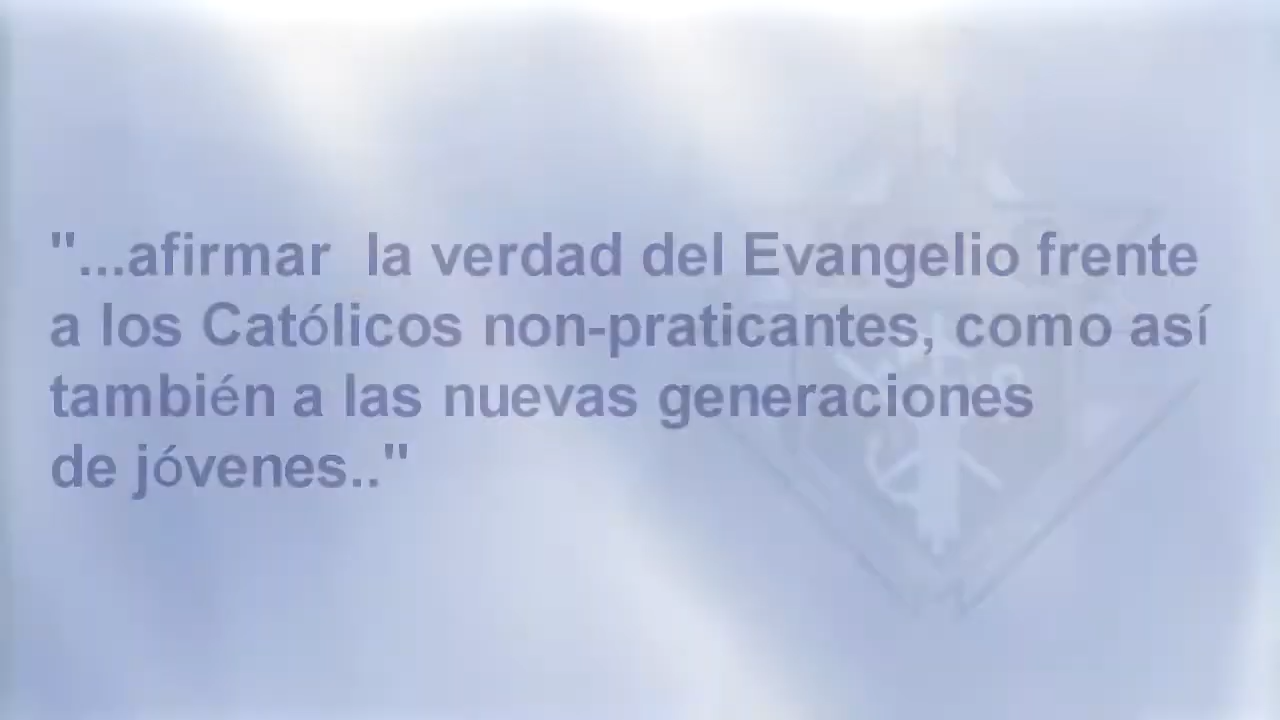 "...afirmar  la verdad del Evangelio frente
a los Católicos non-praticantes, como así
también a las nuevas generaciones
de jóvenes.."